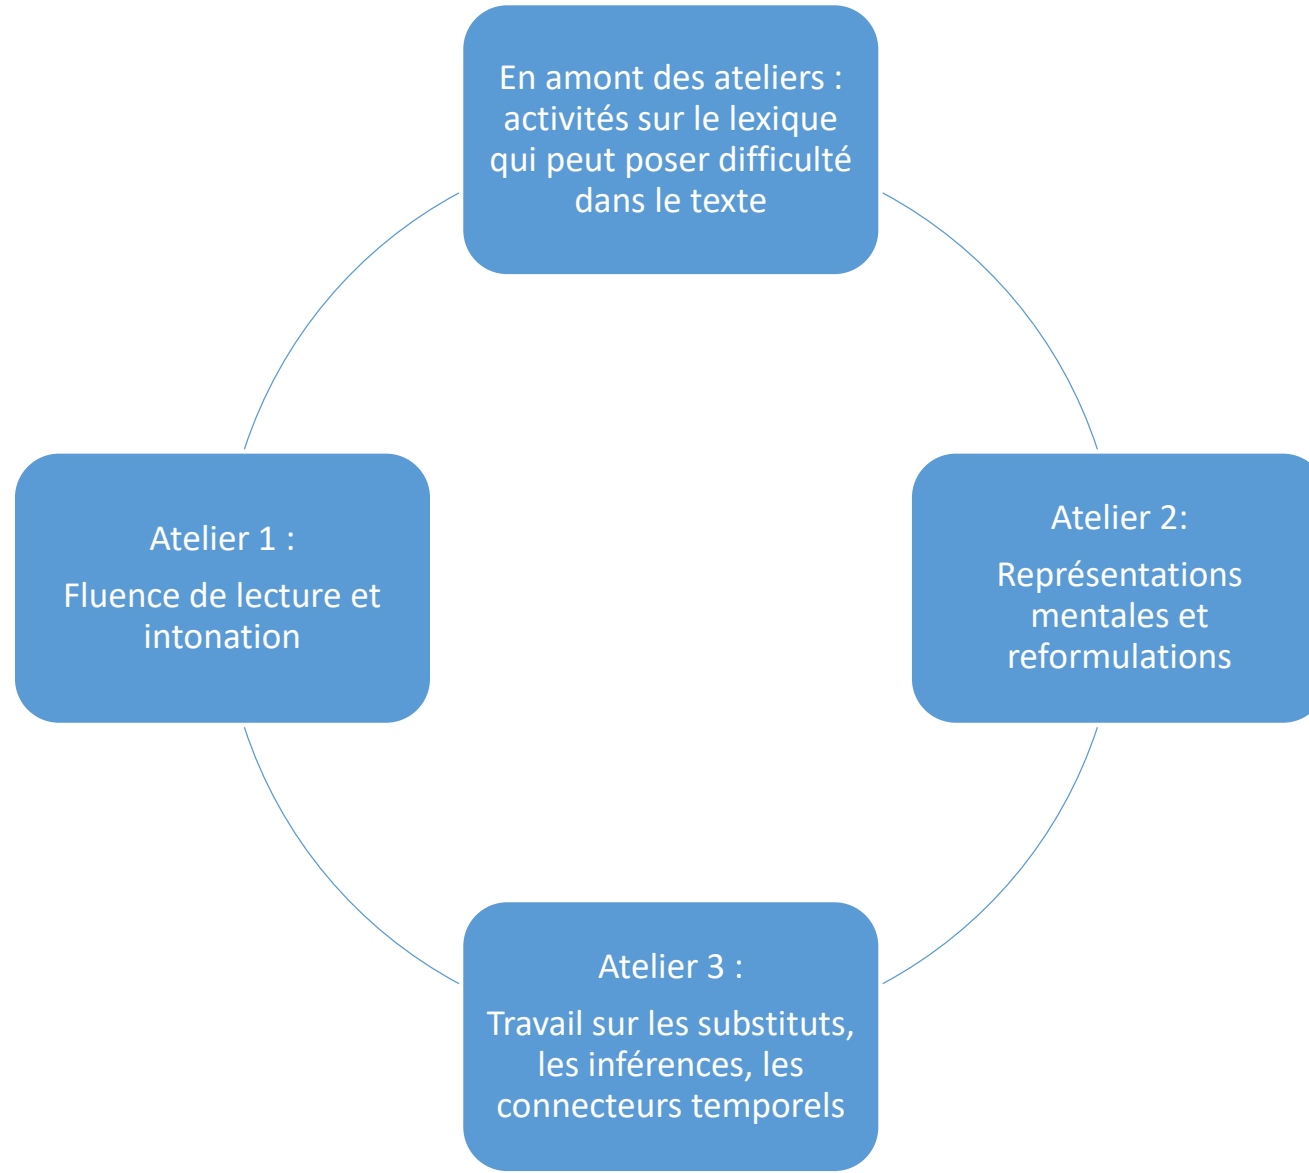 En amont des ateliers :
activités sur le lexique
qui peut poser difficulté
dans le texte
Atelier 1 :
Fluence de lecture et
intonation
Atelier 2:
Représentations
mentales et
reformulations
Atelier 3 :
Travail sur les substituts,
les inférences, les
connecteurs temporels